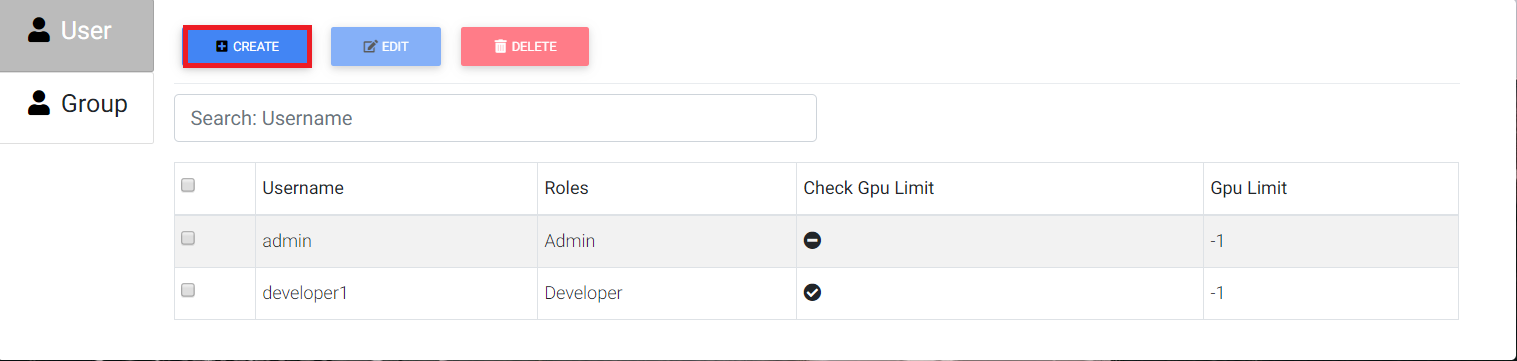 User
Group
CREATE EDIT DELETE
Search: Username
Username Roles Check Gpu Limit Gpu Limit
admin Admin -1
developer1 Developer -1